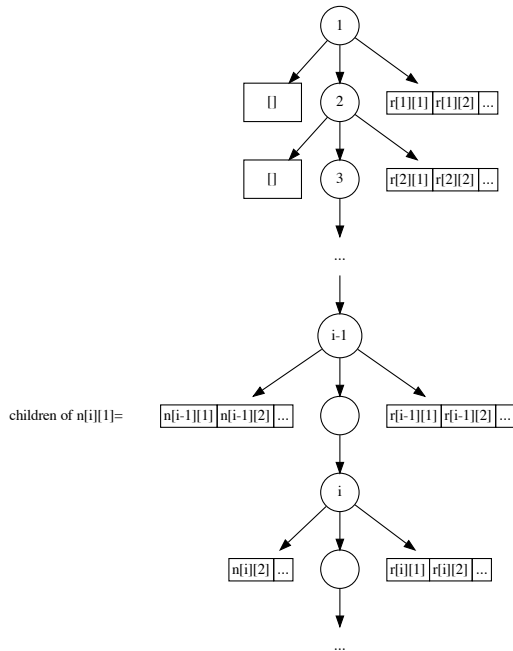 1
[] 2 r[1][1] r[1][2] ...
[] 3 r[2][1] r[2][2] ...
...
i-1
children of n[i][1]= n[i-1][1] n[i-1][2] ... r[i-1][1] r[i-1][2] ...
i
n[i][2] ... r[i][1] r[i][2] ...
...